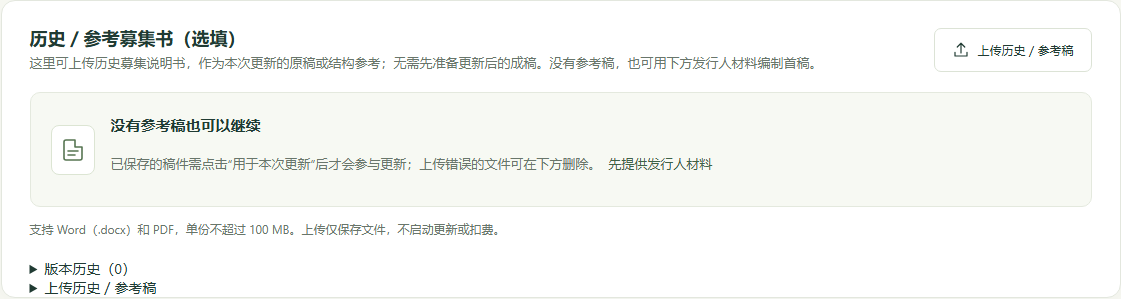 历史 / 参考募集书（选填）
上传历史 / 参考稿
这里可上传历史募集说明书，作为本次更新的原稿或结构参考；无需先准备更新后的成稿。没有参考稿，也可用下方发行人材料编制首稿。
没有参考稿也可以继续
已保存的稿件需点击“用于本次更新”后才会参与更新；上传错误的文件可在下方删除。 先提供发行人材料
支持 Word（.docx）和 PDF，单份不超过 100 MB。上传仅保存文件，不启动更新或扣费。
▶ 版本历史（0）
▶ 上传历史 / 参考稿